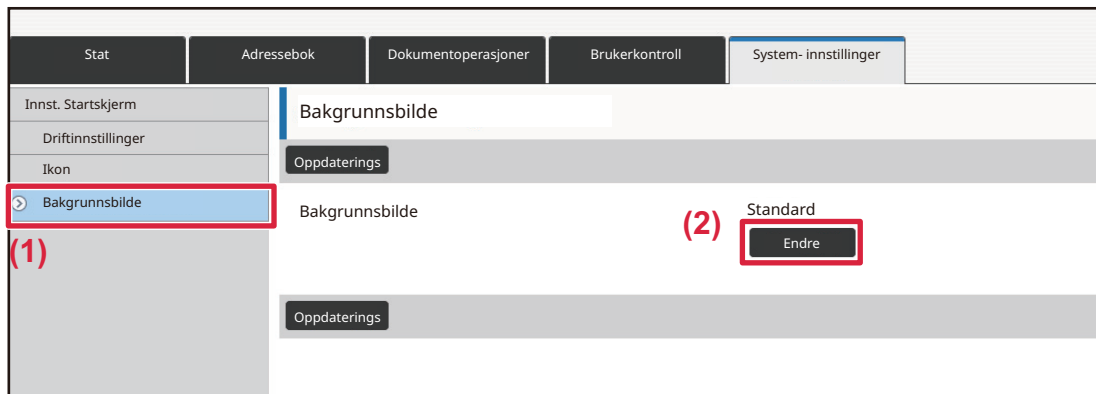 Stat
Adressebok
Dokumentoperasjoner
Brukerkontroll
System- innstillinger
Innst. Startskjerm
Driftinnstillinger
Ikon
Bakgrunnsbilde
(1)
Bakgrunnsbilde
Oppdaterings
Bakgrunnsbilde
(2)
Standard
Endre
Oppdaterings